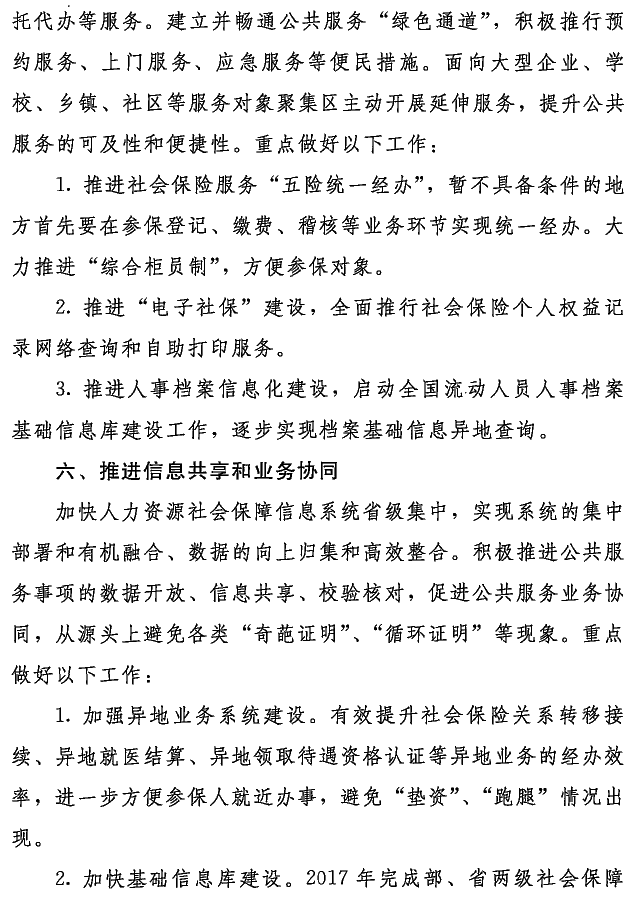 托代办等服务。建立并畅通公共服务“绿色通道”，积极推行预
约服务、上门服务、应急服务等便民措施。面向大型企业、学
校、乡镇、社区等服务对象聚集区主动开展延伸服务，提升公共
服务的可及性和便捷性。重点做好以下工作：
1. 推进社会保险服务“五险统一经办”，暂不具备条件的地
方首先要在参保登记、缴费、稽核等业务环节实现统一经办。大
力推进“综合柜员制”，方便参保对象。
2. 推进“电子社保”建设，全面推行社会保险个人权益记
录网络查询和自助打印服务。
3. 推进人事档案信息化建设，启动全国流动人员人事档案
基础信息库建设工作，逐步实现档案基础信息异地查询。
六、推进信息共享和业务协同
加快人力资源社会保障信息系统省级集中，实现系统的集中
部署和有机融合、数据的向上归集和高效整合。积极推进公共服
务事项的数据开放、信息共享、校验核对，促进公共服务业务协
同，从源头上避免各类“奇葩证明”、“循环证明”等现象。重点
做好以下工作：
1. 加强异地业务系统建设。有效提升社会保险关系转移接
续、异地就医结算、异地领取待遇资格认证等异地业务的经办效
率，进一步方便参保人就近办事，避免“垫资”、“跑腿”情况出
现。
2. 加快基础信息库建设。2017 年完成部、省两级社会保障